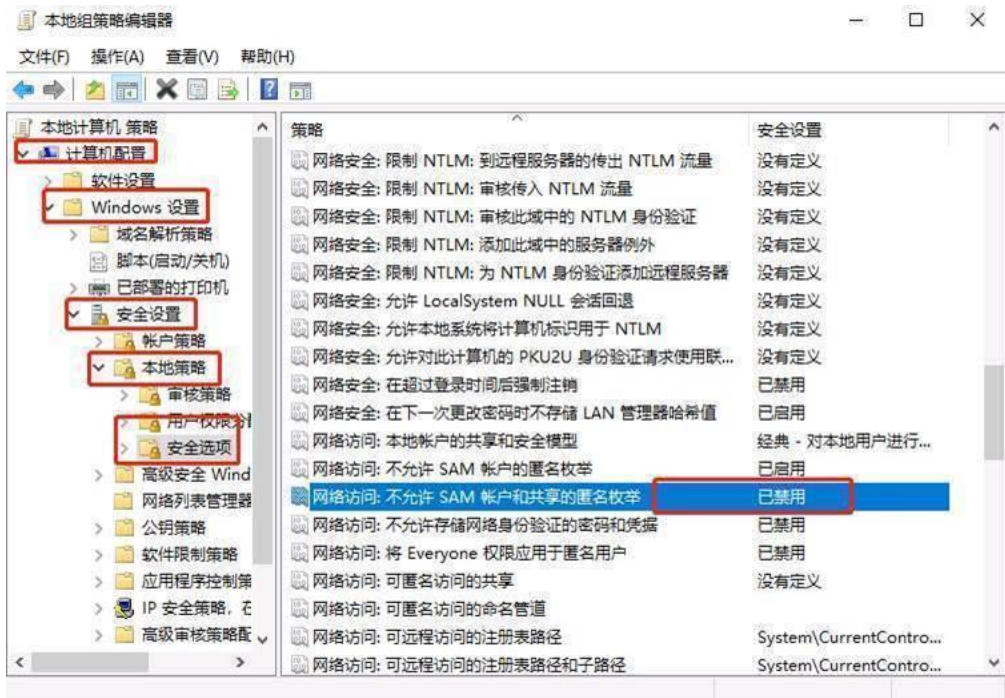 本地组策略编辑器
文件(F) 操作(A) 查看(V) 帮助(H)
本地计算机 策略
计算机配置
软件设置
Windows 设置
域名解析策略
脚本(启动/关机)
已部署的打印机
安全设置
帐户策略
本地策略
审核策略
用户权限分配
安全选项
高级安全 Wind
网络列表管理器
公钥策略
软件限制策略
应用程序控制策
IP 安全策略，在
高级审核策略配
策略 安全设置
网络安全: 限制 NTLM: 到远程服务器的传出 NTLM 流量 没有定义
网络安全: 限制 NTLM: 审核传入 NTLM 流量 没有定义
网络安全: 限制 NTLM: 审核此域中的 NTLM 身份验证 没有定义
网络安全: 限制 NTLM: 添加此域中的服务器例外 没有定义
网络安全: 限制 NTLM: 为 NTLM 身份验证添加远程服务器 没有定义
网络安全: 允许 LocalSystem NULL 会话回退 没有定义
网络安全: 允许本地系统将计算机标识用于 NTLM 没有定义
网络安全: 允许对此计算机的 PKU2U 身份验证请求使用联... 没有定义
网络安全: 在超过登录时间后强制注销 已禁用
网络安全: 在下一次更改密码时不存储 LAN 管理器哈希值 已启用
网络访问: 本地帐户的共享和安全模型 经典 - 对本地用户进行...
网络访问: 不允许 SAM 帐户的匿名枚举 已启用
网络访问: 不允许 SAM 帐户和共享的匿名枚举 已禁用
网络访问: 不允许存储网络身份验证的密码和凭据 已禁用
网络访问: 将 Everyone 权限应用于匿名用户 已禁用
网络访问: 可匿名访问的共享 没有定义
网络访问: 可匿名访问的命名管道
网络访问: 可远程访问的注册表路径 System\CurrentContro...
网络访问: 可远程访问的注册表路径和子路径 System\CurrentContro...